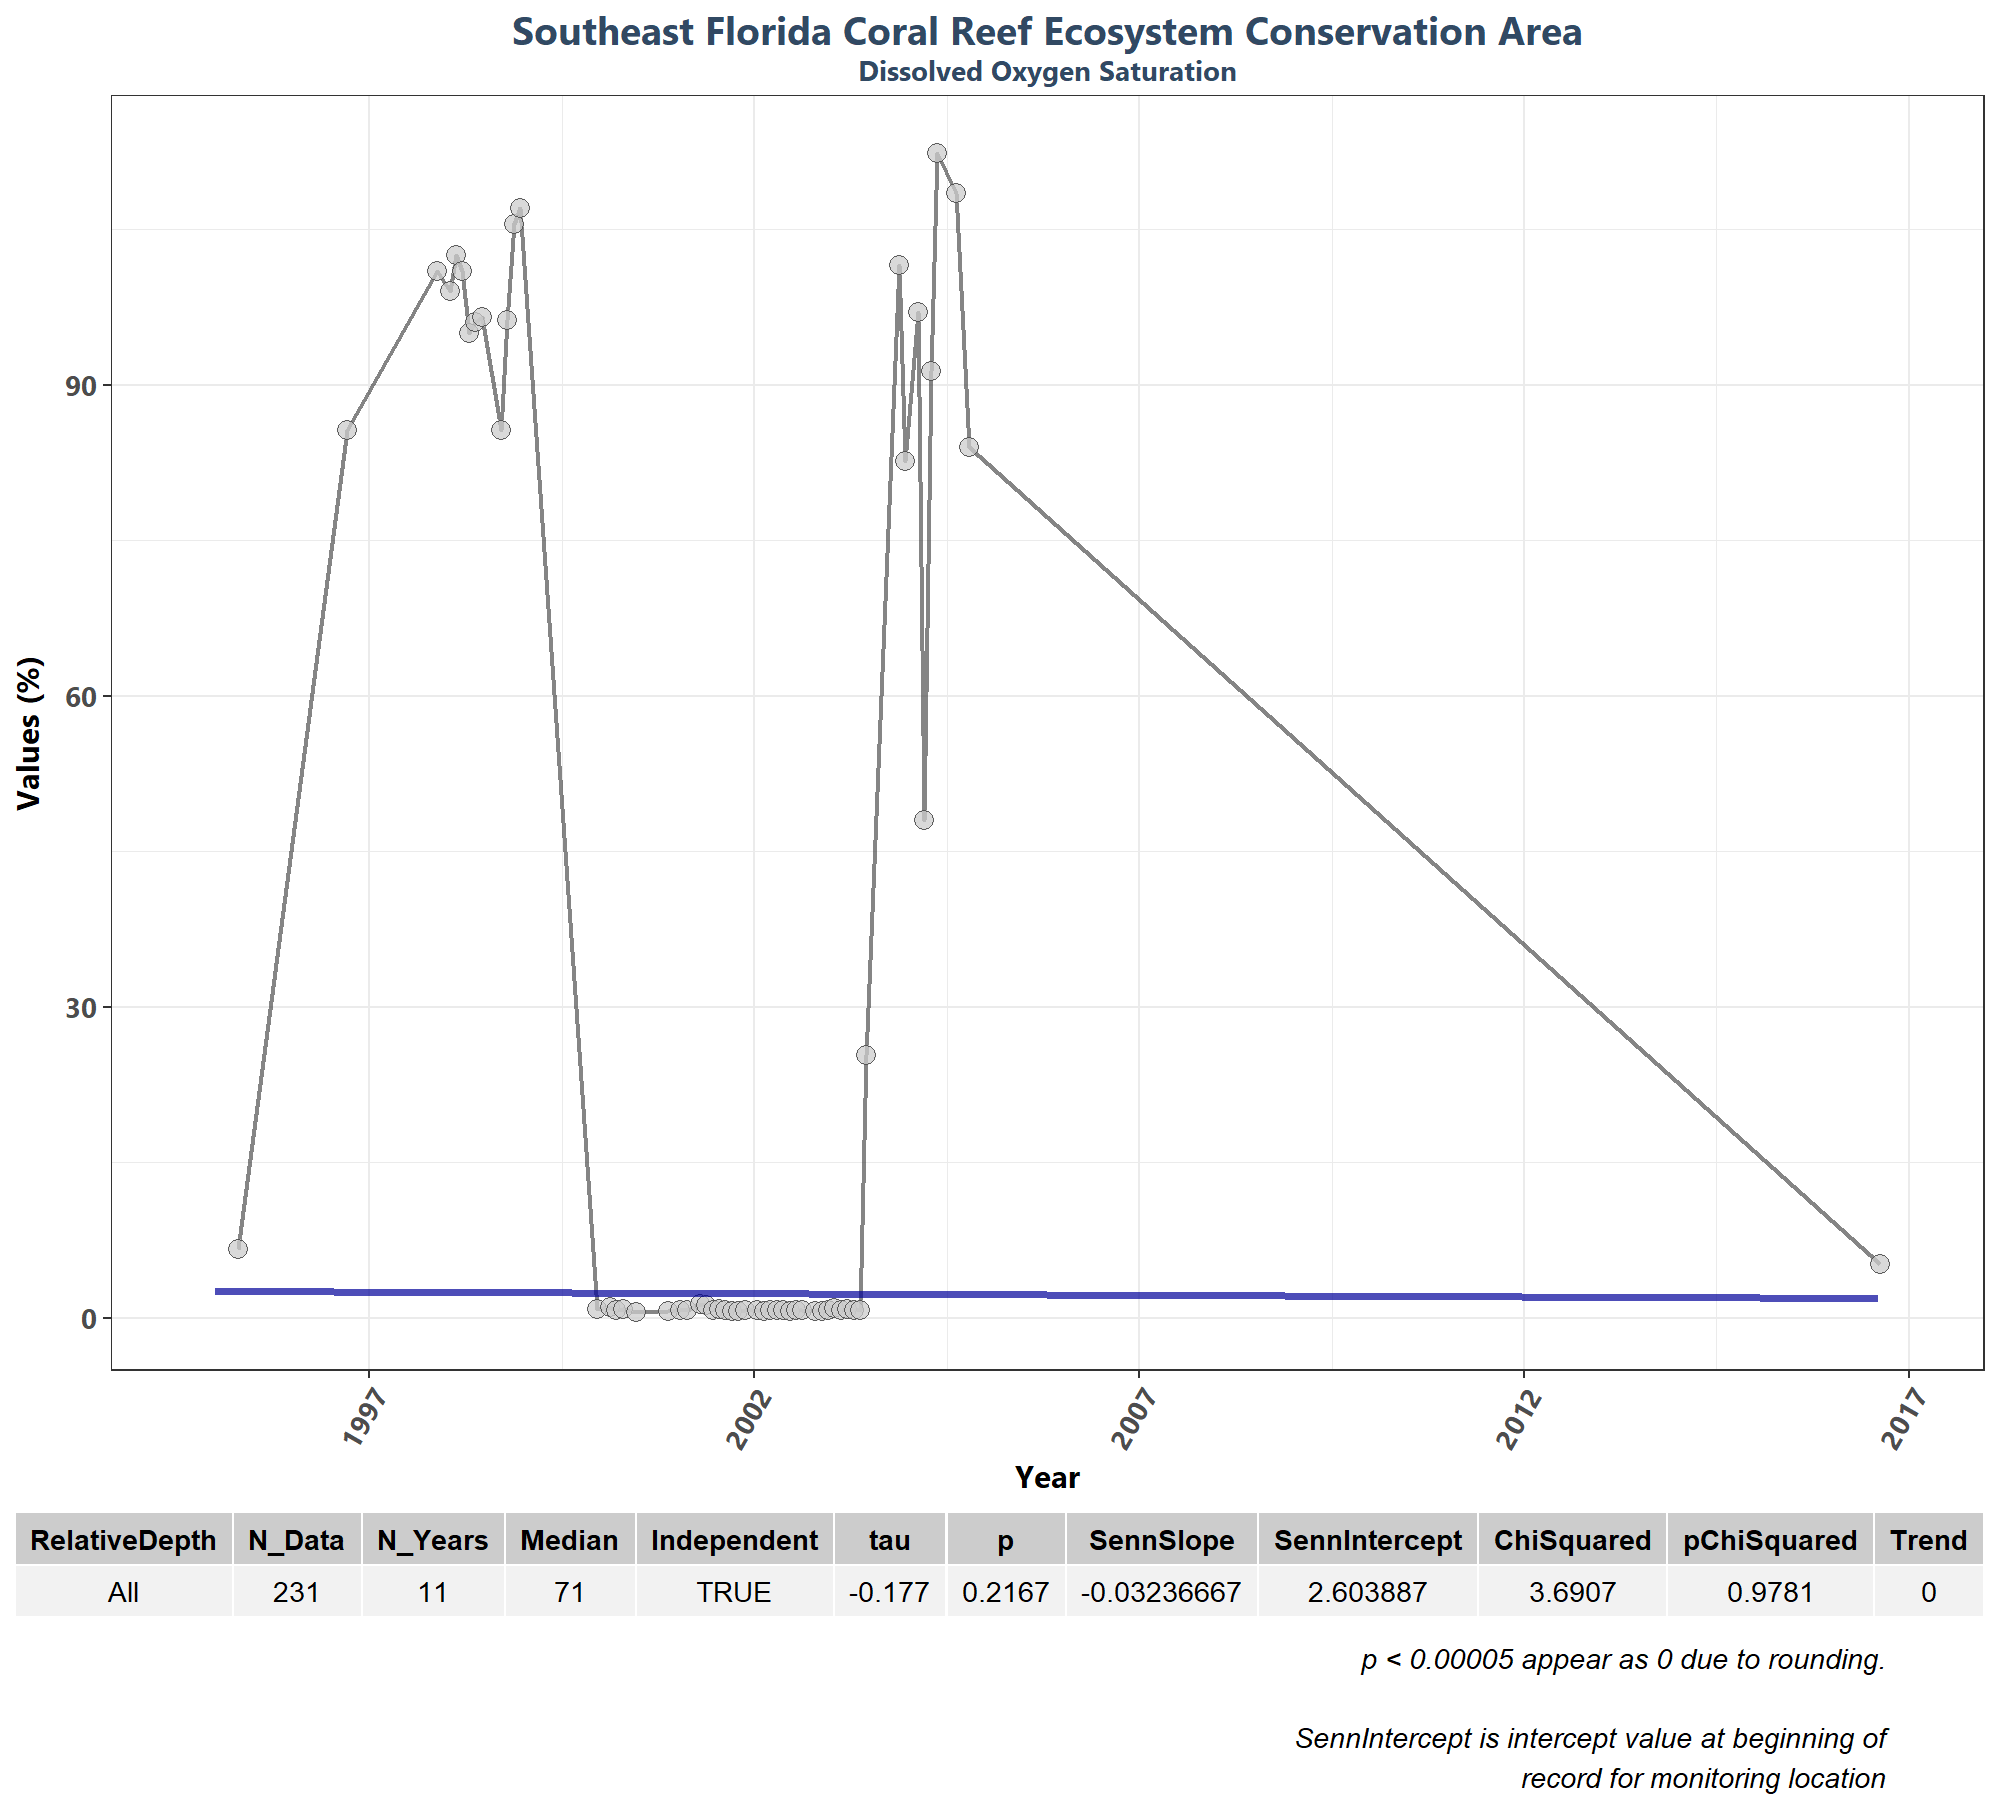 Southeast Florida Coral Reef Ecosystem Conservation Area
Dissolved Oxygen Saturation
Values (%)
90
60
30
0
1997 2002 2007 2012 2017
Year
RelativeDepth N_Data N_Years Median Independent tau p SennSlope SennIntercept ChiSquared pChiSquared Trend
All 231 11 71 TRUE -0.177 0.2167 -0.03236667 2.603887 3.6907 0.9781 0
p < 0.00005 appear as 0 due to rounding.
SennIntercept is intercept value at beginning of
record for monitoring location